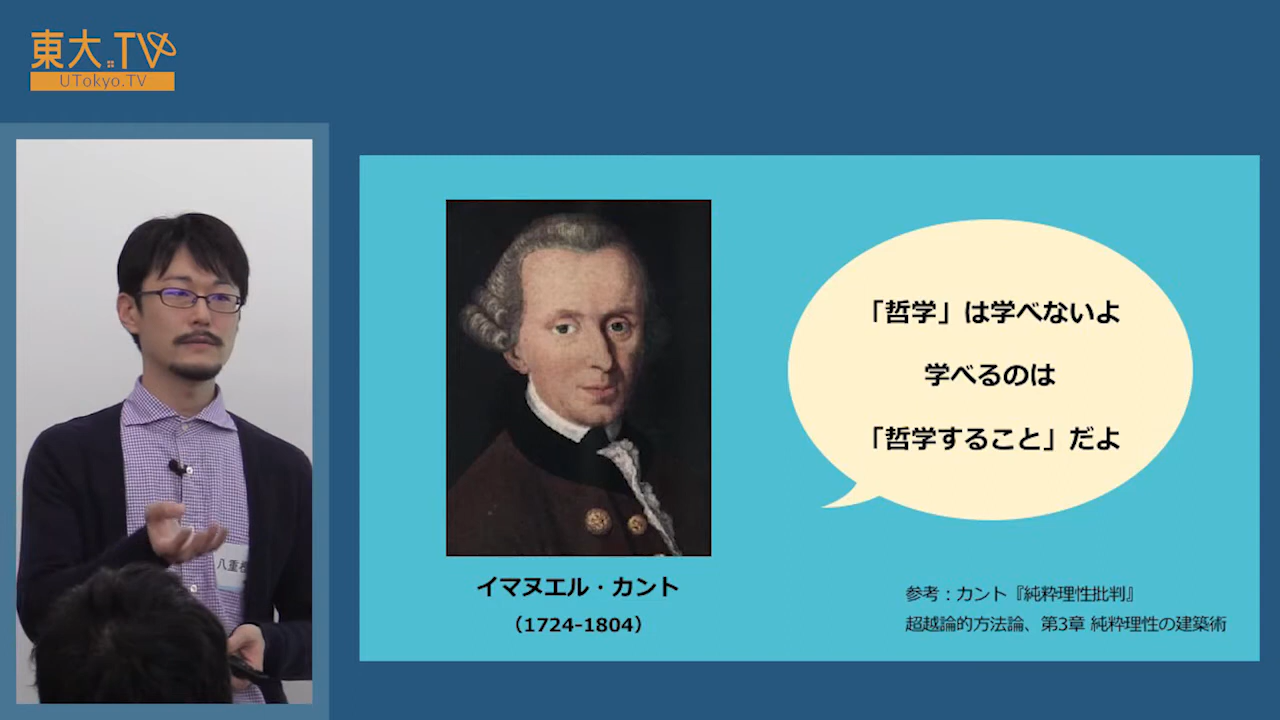 東大.TV
UTokyo.TV
「哲学」は学べないよ
学べるのは
「哲学すること」だよ
イマヌエル・カント
（1724-1804）
参考：カント『純粋理性批判』
超越論的方法論、第3章 純粋理性の建築術
八重